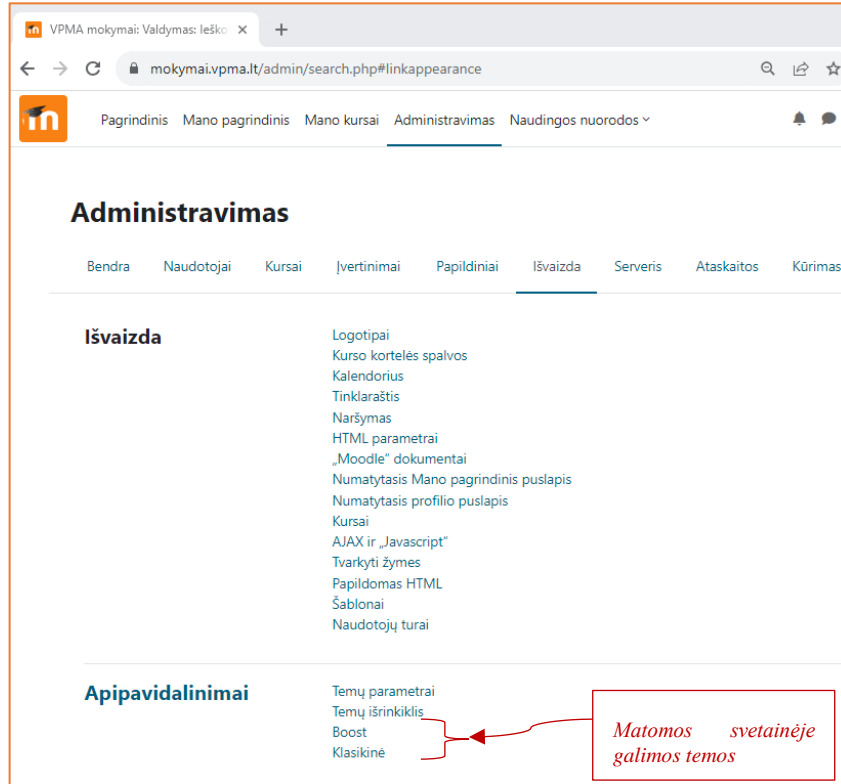 VPMA mokymai: Valdymas: Ieško
mokymai.vpma.lt/admin/search.php#linkappearance
Pagrindinis Mano pagrindinis Mano kursai Administravimas Naudingos nuorodos
Administravimas
Bendra Naudotojai Kursai Įvertinimai Papildiniai Išvaizda Serveris Ataskaitos Kūrimas
Išvaizda
Logotipai
Kurso kortelės spalvos
Kalendorius
Tinklaraštis
Naršymas
HTML parametrai
„Moodle“ dokumentai
Numatytasis Mano pagrindinis puslapis
Numatytasis profilio puslapis
Kursai
AJAX ir „Javascript“
Tvarkyti žymes
Papildomas HTML
Šablonai
Naudotojų turai
Apipavidalinimai
Temų parametrai
Temų išrinkiklis
Boost
Klasikinė
Matomos svetainėje
galimos temos